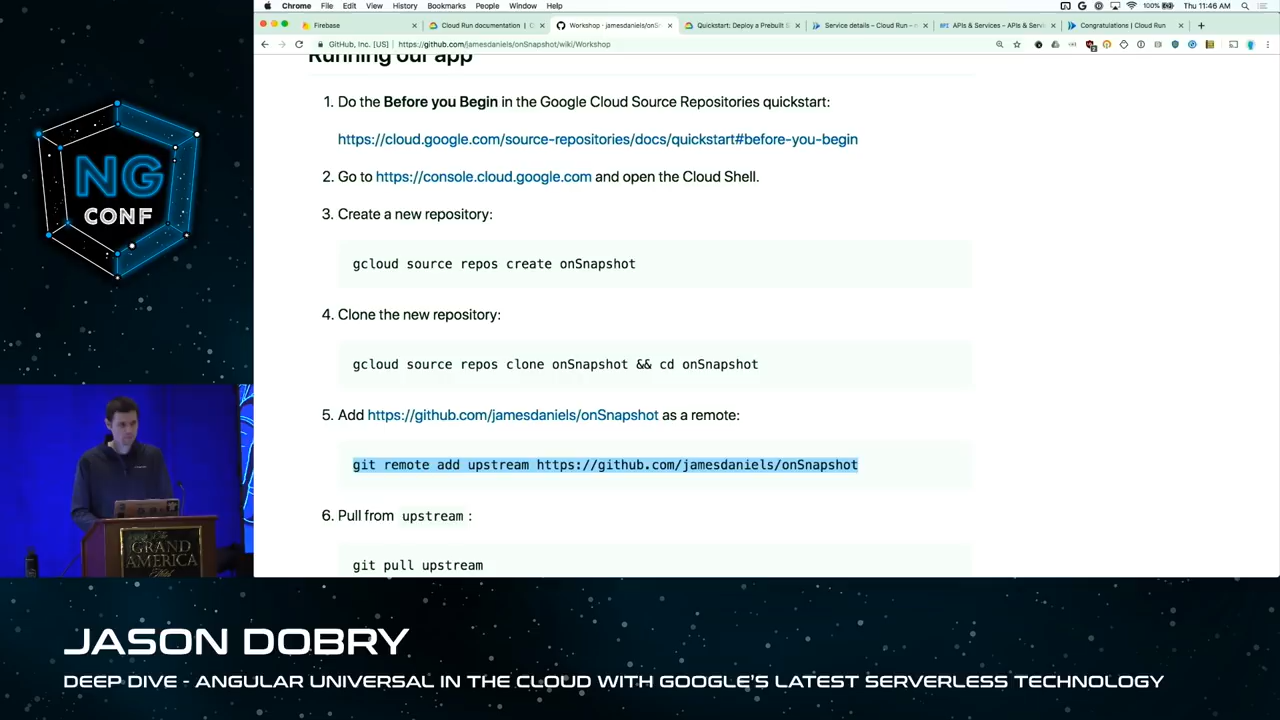 Chrome File Edit View History Bookmarks People Window Help
100% Thu 11:46 AM
Firebase
Cloud Run documentation
Workshop · jamesdaniels/onS
Quickstart: Deploy a Prebuilt
Service details – Cloud Run – n
APIs & Services – APIs & Servic
Congratulations | Cloud Run
GitHub, Inc. [US] | https://github.com/jamesdaniels/onSnapshot/wiki/Workshop
Running our app
1. Do the Before you Begin in the Google Cloud Source Repositories quickstart:
https://cloud.google.com/source-repositories/docs/quickstart#before-you-begin
2. Go to https://console.cloud.google.com and open the Cloud Shell.
3. Create a new repository:
gcloud source repos create onSnapshot
4. Clone the new repository:
gcloud source repos clone onSnapshot && cd onSnapshot
5. Add https://github.com/jamesdaniels/onSnapshot as a remote:
git remote add upstream https://github.com/jamesdaniels/onSnapshot
6. Pull from upstream :
git pull upstream
NG
CONF
GRAND
AMERICA
JASON DOBRY
DEEP DIVE - ANGULAR UNIVERSAL IN THE CLOUD WITH GOOGLE'S LATEST SERVERLESS TECHNOLOGY